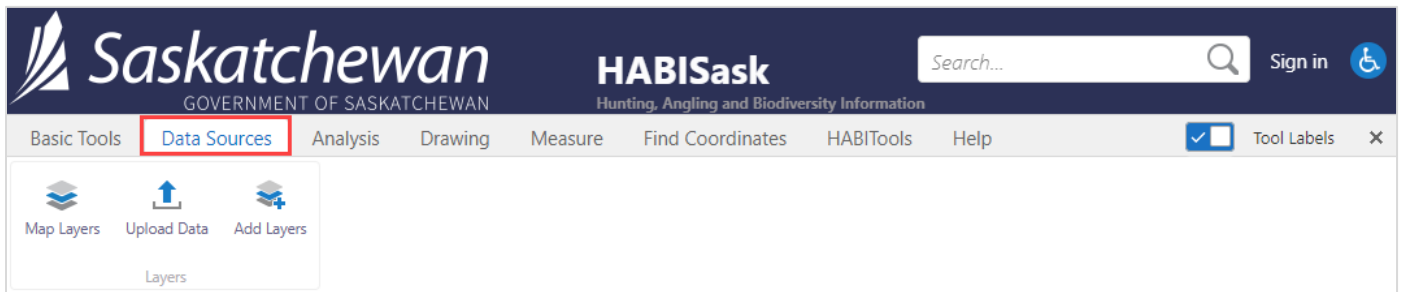 Saskatchewan
GOVERNMENT OF SASKATCHEWAN
HABISask
Hunting, Angling and Biodiversity Information
Search...
Sign in
Basic Tools Data Sources Analysis Drawing Measure Find Coordinates HABITools Help Tool Labels
Map Layers Upload Data Add Layers
Layers